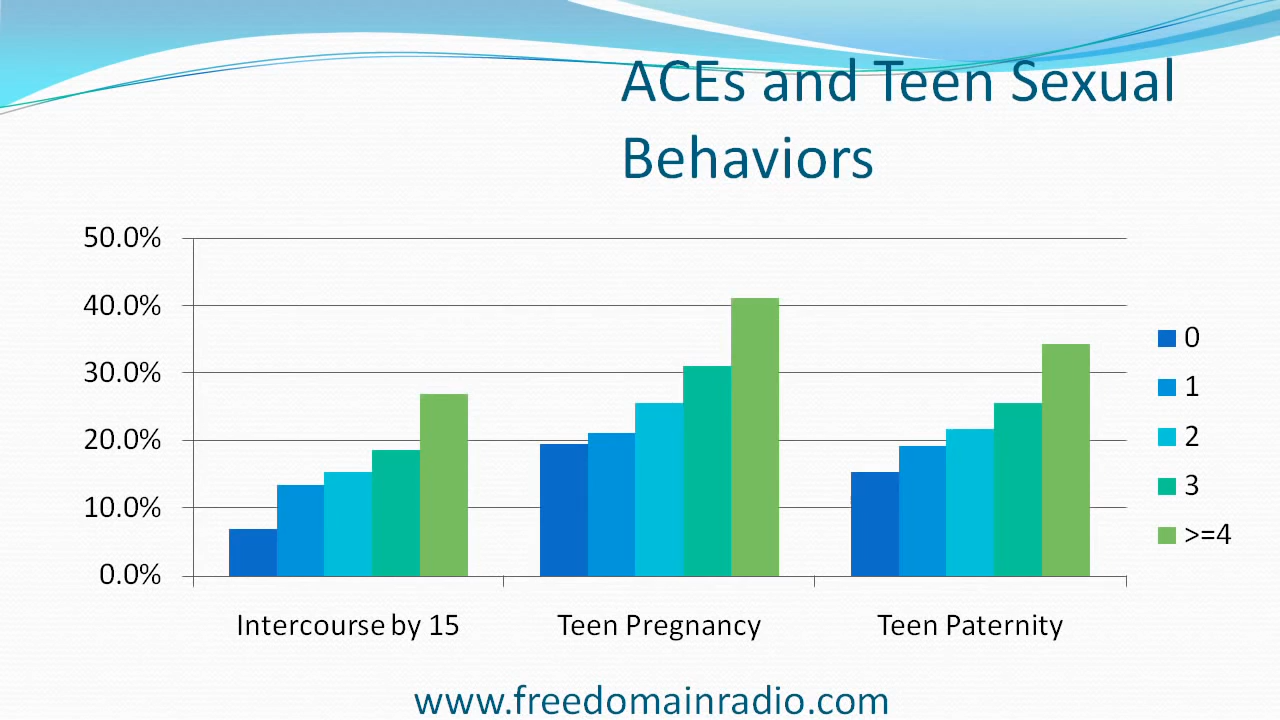 ACEs and Teen Sexual
Behaviors
50.0%
40.0%
30.0%
20.0%
10.0%
0.0%
Intercourse by 15
Teen Pregnancy
Teen Paternity
0
1
2
3
>=4
www.freedomainradio.com